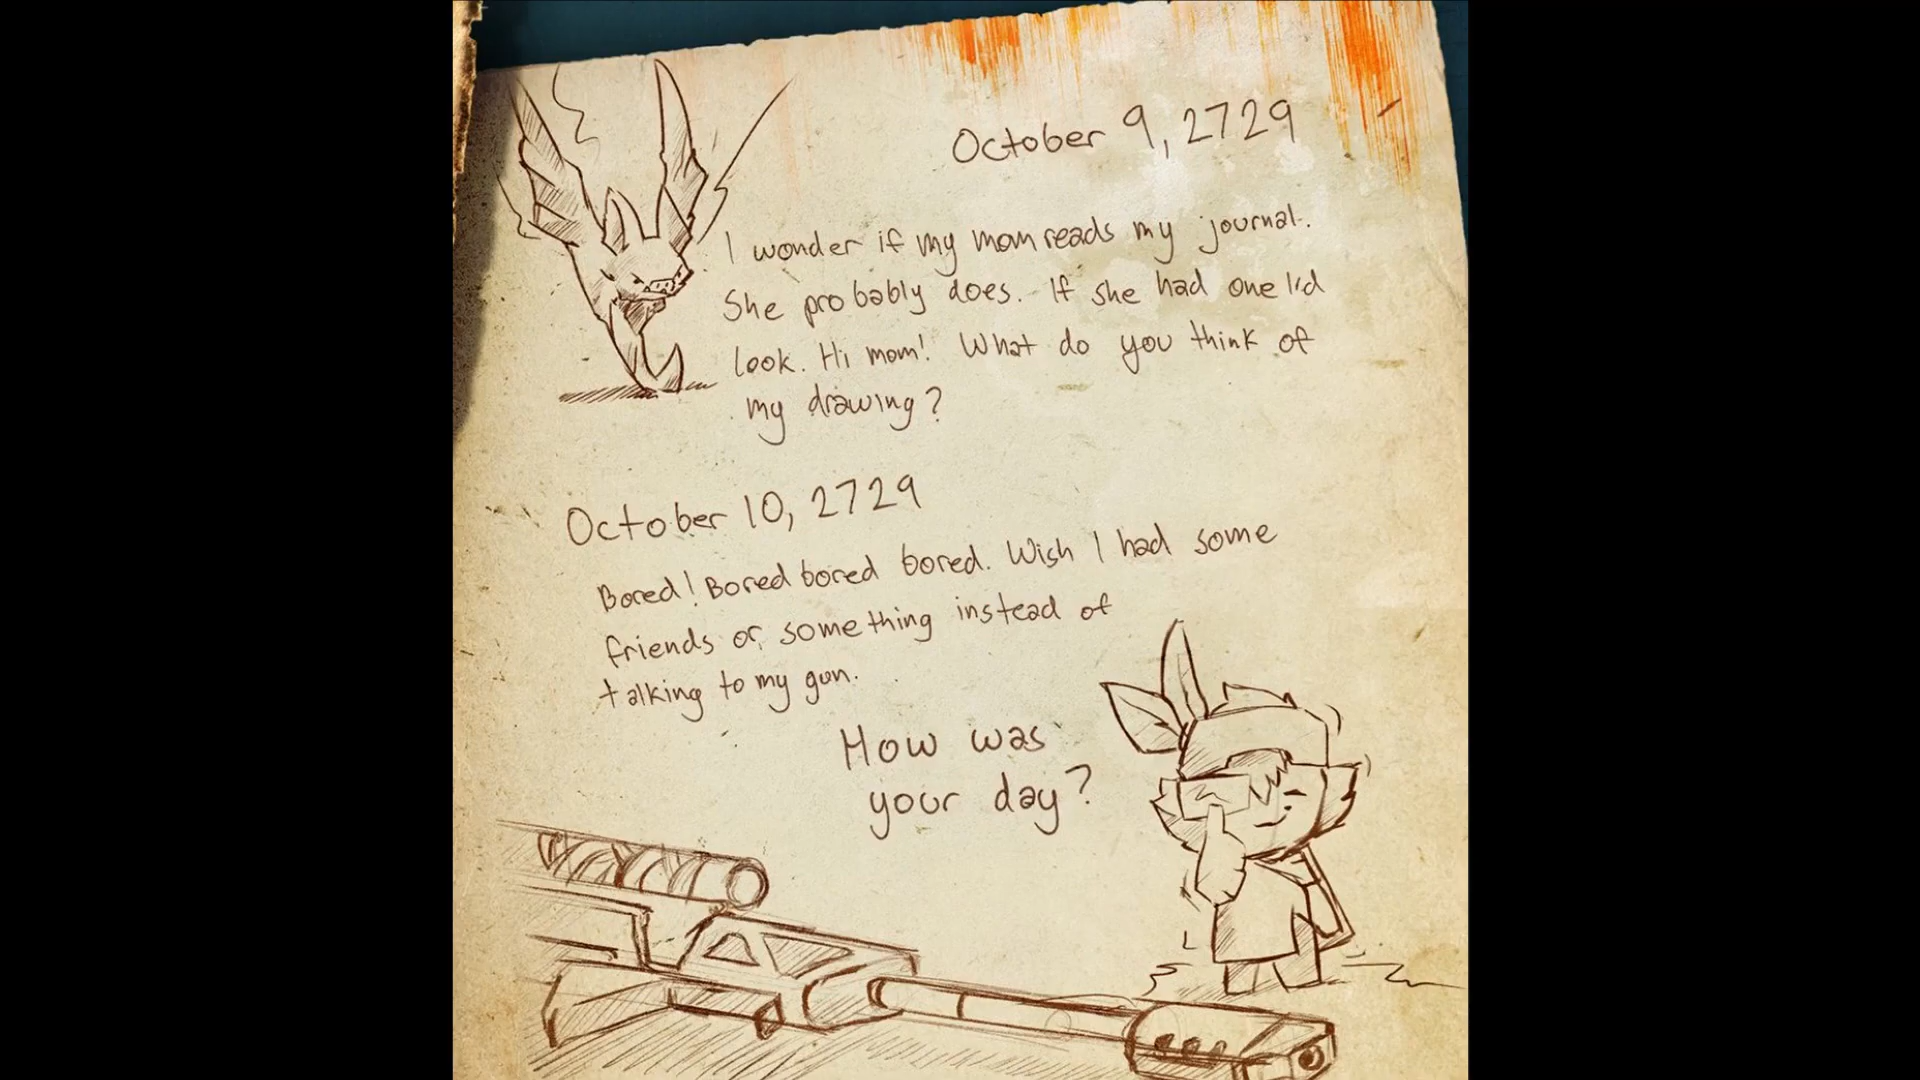 October 9, 2729
I wonder if my mom reads my journal.
She probably does. If she had one I'd
look. Hi mom! What do you think of
my drawing?
October 10, 2729
Bored! Bored bored bored. Wish I had some
friends or something instead of
talking to my gun.
How was
your day?